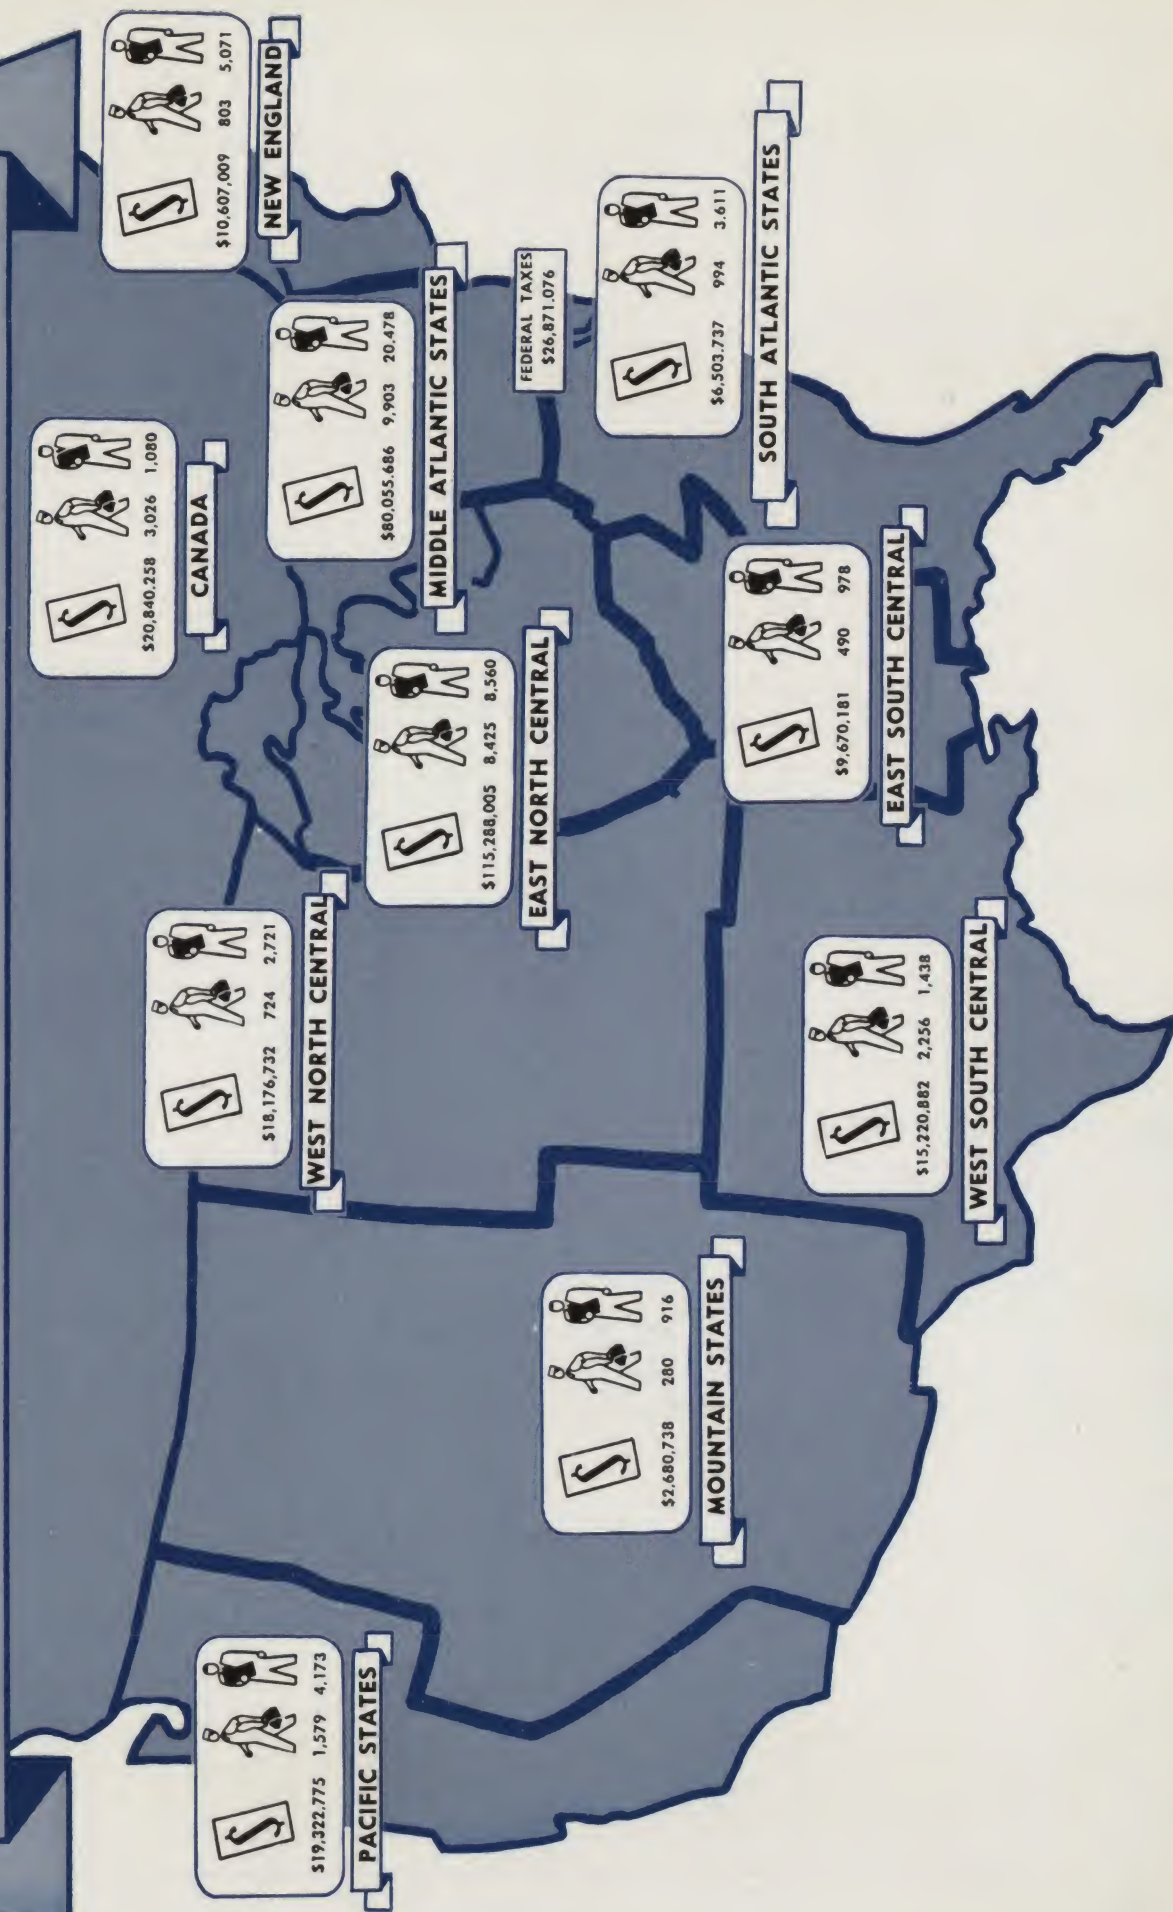 $20,840,258 3,026 1,080
CANADA
$10,607,009 803 5,071
NEW ENGLAND
$18,176,732 724 2,721
WEST NORTH CENTRAL
$19,322,775 1,579 4,173
PACIFIC STATES
$80,055.686 9,903 20,478
MIDDLE ATLANTIC STATES
$115,288,005 8,425 8,560
EAST NORTH CENTRAL
FEDERAL TAXES
$26,871.076
$2,680,738 280 916
MOUNTAIN STATES
$6,503.737 994 3.611
SOUTH ATLANTIC STATES
$9,670,181 490 978
EAST SOUTH CENTRAL
$15,220,882 2,256 1,438
WEST SOUTH CENTRAL